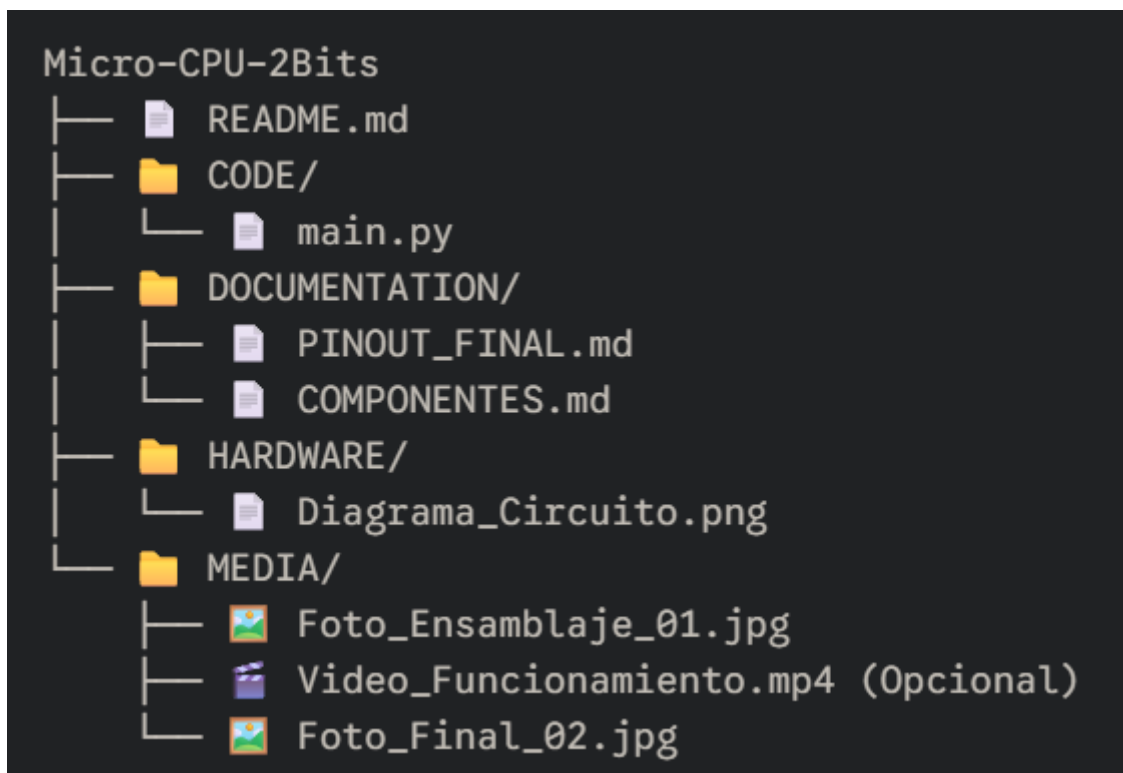 Micro-CPU-2Bits
├── 📄 README.md
├── 📁 CODE/
│   └── 📄 main.py
├── 📁 DOCUMENTATION/
│   ├── 📄 PINOUT_FINAL.md
│   └── 📄 COMPONENTES.md
├── 📁 HARDWARE/
│   └── 📄 Diagrama_Circuito.png
└── 📁 MEDIA/
    ├── 🖼️ Foto_Ensamblaje_01.jpg
    ├── 🎬 Video_Funcionamiento.mp4 (Opcional)
    └── 🖼️ Foto_Final_02.jpg